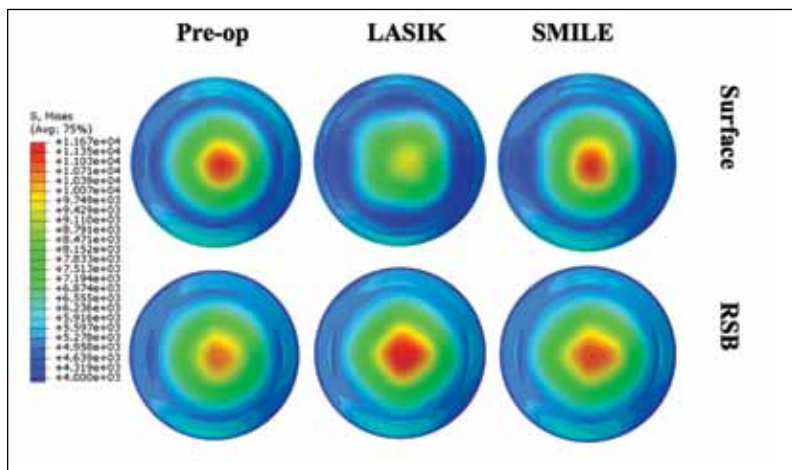 Pre-op LASIK SMILE
Surface
RSB
S, Mises
(Avg: 75%)
+1.167e+04
+1.135e+04
+1.103e+04
+1.071e+04
+1.039e+04
+1.007e+04
+9.748e+03
+9.429e+03
+9.110e+03
+8.791e+03
+8.471e+03
+8.152e+03
+7.833e+03
+7.513e+03
+7.194e+03
+6.874e+03
+6.555e+03
+6.236e+03
+5.916e+03
+5.597e+03
+5.278e+03
+4.958e+03
+4.639e+03
+4.319e+03
+4.000e+03